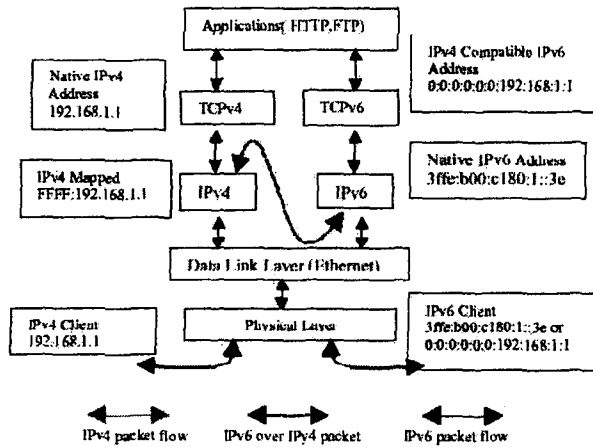 Applications( HTTP,FTP)
Native IPv4
Address
192.168.1.1
IPv4 Compatible IPv6
Address
0:0:0:0:0:0:192:168:1:1
TCPv4
TCPv6
IPv4 Mapped
FFFF:192.168.1.1
IPv4
IPv6
Native IPv6 Address
3ffe:b00:c180:1::3e
Data Link Layer (Ethernet)
IPv4 Client
192.168.1.1
Physical Layer
IPv6 Client
3ffe:b00:c180:1::3e or
0:0:0:0:0:0:192:168:1:1
IPv4 packet flow
IPv6 over IPv4 packet
IPv6 packet flow